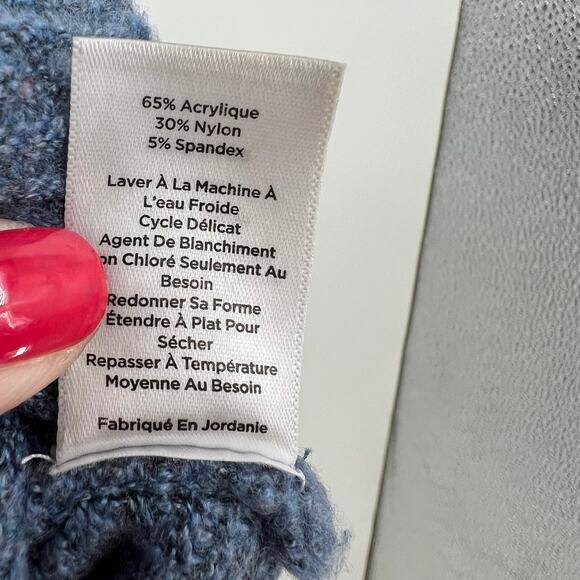 65% Acrylique
30% Nylon
5% Spandex
Laver À La Machine À
L'eau Froide
Cycle Délicat
Agent De Blanchiment
Chloré Seulement Au
Besoin
Redonner Sa Forme
Étendre À Plat Pour
Sécher
Repasser À Température
Moyenne Au Besoin
Fabriqué En Jordanie